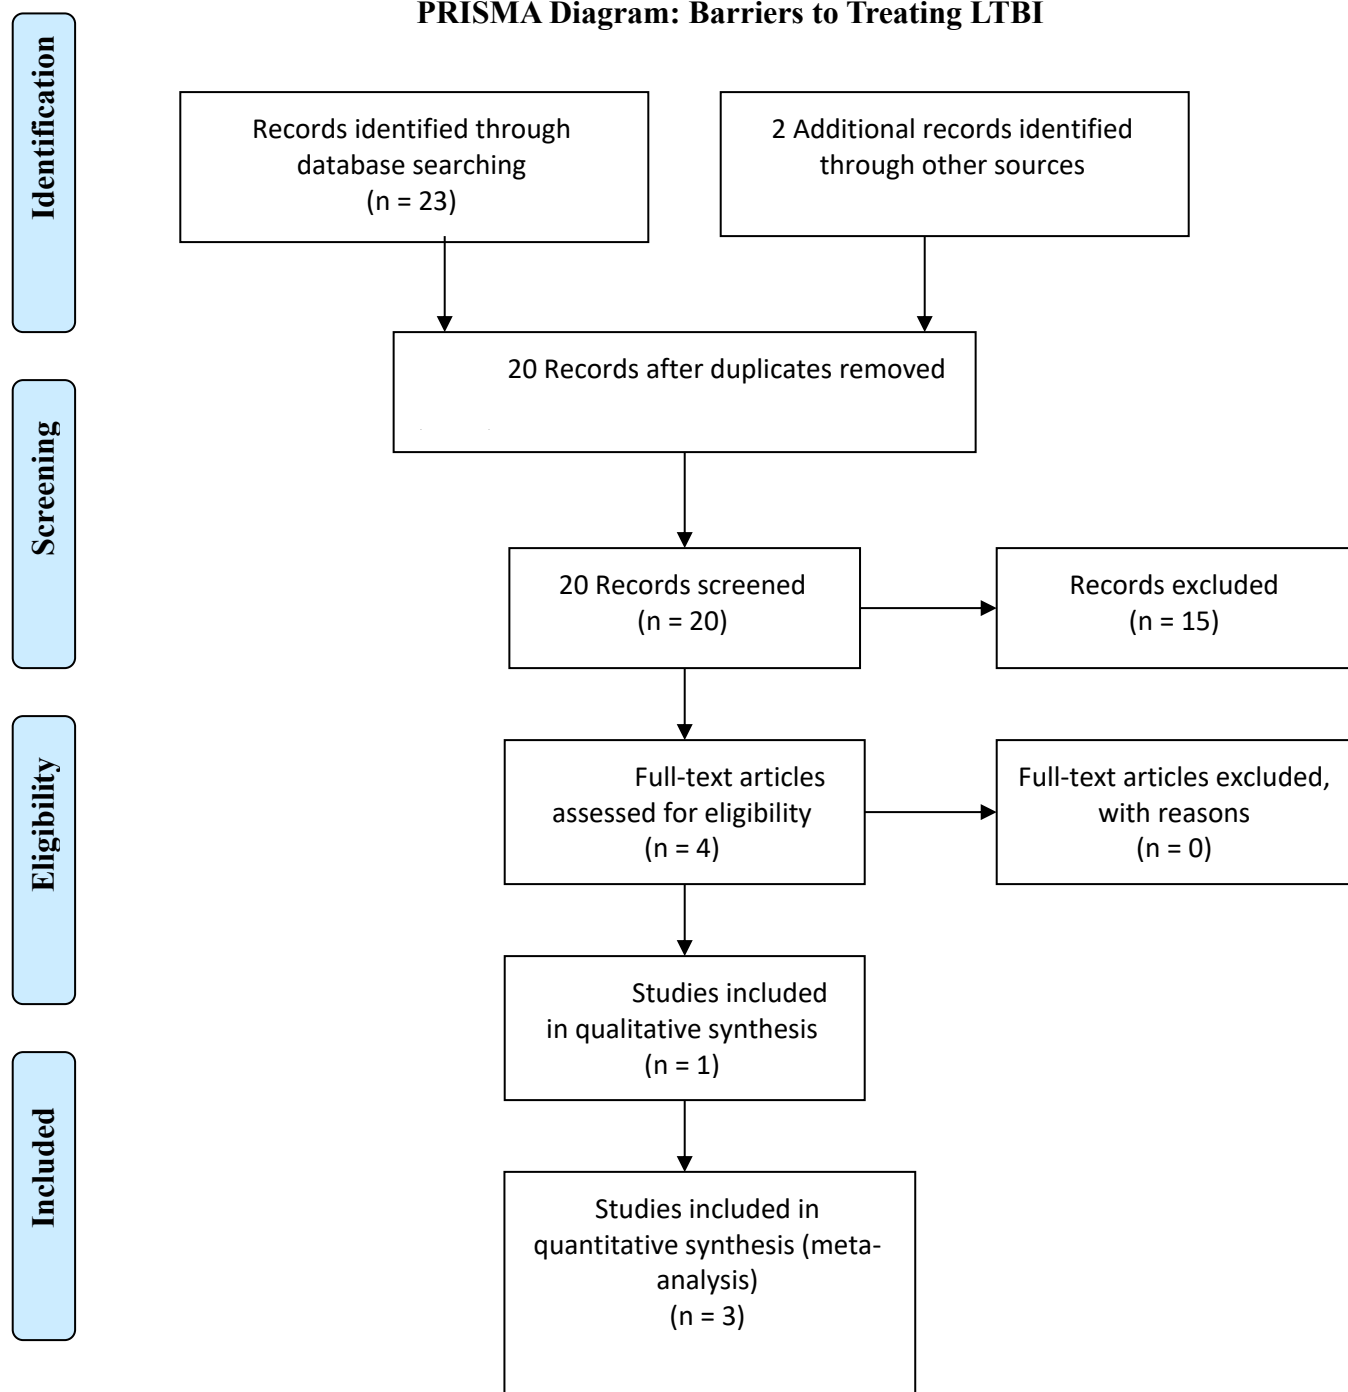 PRISMA Diagram: Barriers to Treating LTBI
Identification
Records identified through
database searching
(n = 23)
2 Additional records identified
through other sources
20 Records after duplicates removed
Screening
20 Records screened
(n = 20)
Records excluded
(n = 15)
Eligibility
Full-text articles
assessed for eligibility
(n = 4)
Full-text articles excluded,
with reasons
(n = 0)
Studies included
in qualitative synthesis
(n = 1)
Included
Studies included in
quantitative synthesis (meta-
analysis)
(n = 3)